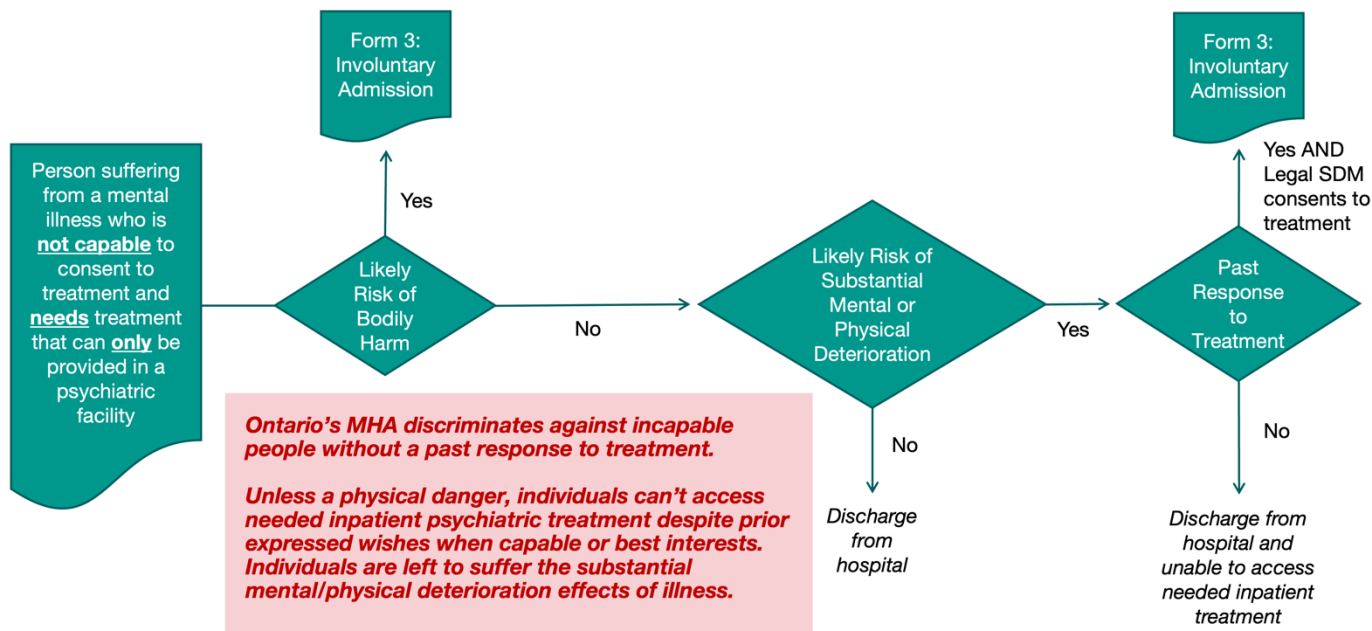 Form 3:
Involuntary
Admission
Form 3:
Involuntary
Admission
Person suffering
from a mental
illness who is
not capable to
consent to
treatment and
needs treatment
that can only be
provided in a
psychiatric
facility
Yes
Likely
Risk of
Bodily
Harm
No
Likely Risk of
Substantial
Mental or
Physical
Deterioration
Yes
Yes AND
Legal SDM
consents to
treatment
Past
Response
to
Treatment
No
Discharge
from
hospital
No
Discharge from
hospital and
unable to access
needed inpatient
treatment
Ontario's MHA discriminates against incapable
people without a past response to treatment.
Unless a physical danger, individuals can't access
needed inpatient psychiatric treatment despite prior
expressed wishes when capable or best interests.
Individuals are left to suffer the substantial
mental/physical deterioration effects of illness.